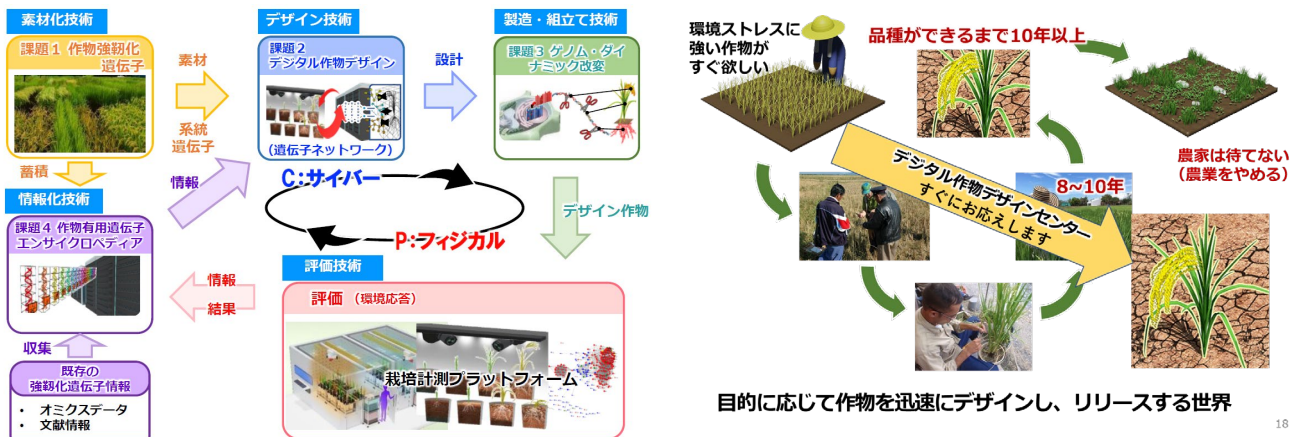 素材化技術
課題1 作物強靭化
遺伝子
素材
系統
遺伝子
蓄積
デザイン技術
課題2
デジタル作物デザイン
(遺伝子ネットワーク)
設計
製造・組立て技術
課題3 ゲノム・ダイ
ナミック改変
情報
C:サイバー
P:フィジカル
デザイン作物
情報化技術
課題4 作物有用遺伝子
エンサイクロペディア
収集
既存の
強靭化遺伝子情報
• オミクスデータ
• 文献情報
評価技術
評価 (環境応答)
栽培計測プラットフォーム
情報
結果
環境ストレスに
強い作物が
すぐ欲しい
品種ができるまで10年以上
農家は待てない
(農業をやめる)
8~10年
デジタル作物デザインセンター
すぐにお応えします
目的に応じて作物を迅速にデザインし、リリースする世界
18